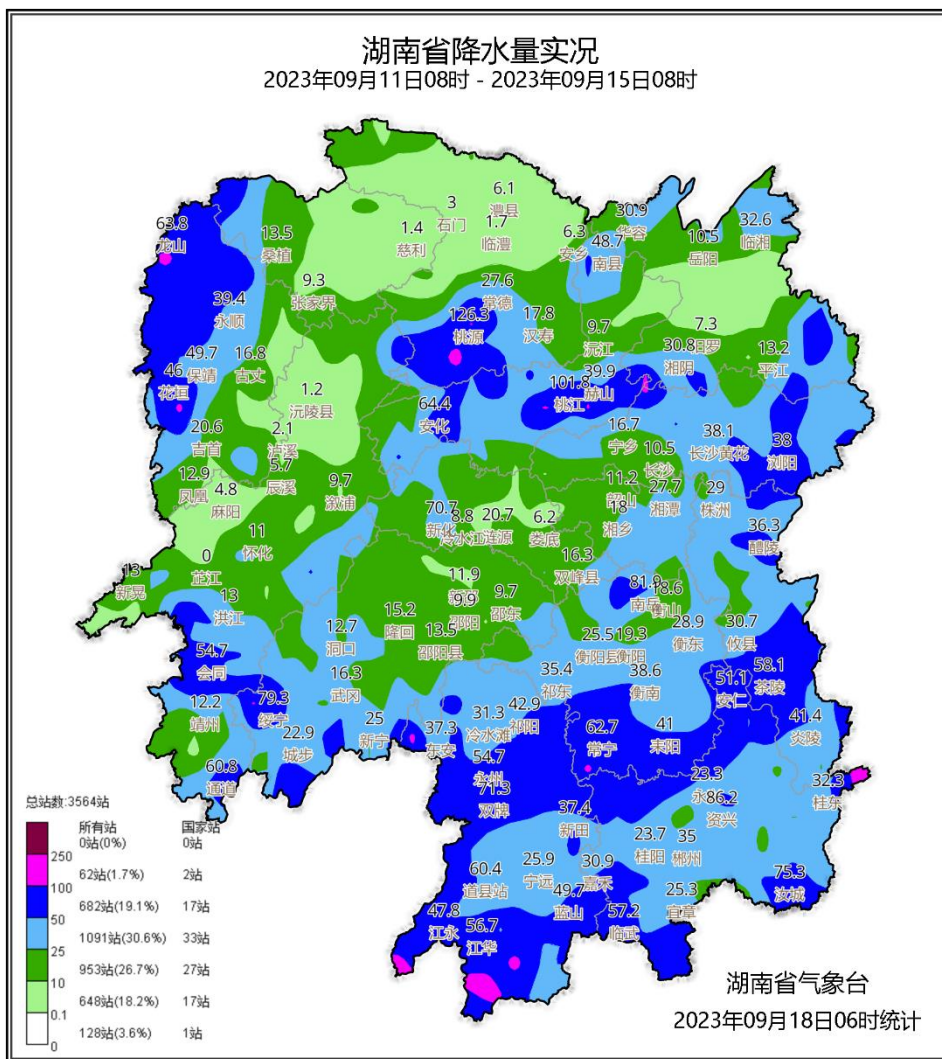 湖南省降水量实况
2023年09月11日08时 - 2023年09月15日08时
6.1
澧县
3
石门
1.4
慈利
1.7
临澧
63.8
龙山
13.5
桑植
6.3
安乡
30.9
华容
48.7
南县
10.5
岳阳
32.6
临湘
9.3
张家界
27.6
常德
39.4
永顺
126.3
桃源
17.8
汉寿
9.7
沅江
7.3
汨罗
30.8
湘阴
13.2
平江
49.7
保靖
16.8
古丈
46
花垣
1.2
沅陵县
39.9
赫山
101.8
桃江
64.4
安化
20.6
吉首
2.1
泸溪
5.7
辰溪
16.7
宁乡
10.5
长沙
38.1
长沙黄花
38
浏阳
12.9
凤凰
4.8
麻阳
9.7
溆浦
11.2
韶山
27.7
湘潭
29
株洲
18
湘乡
70.7
新化
8.8
冷水江
20.7
涟源
6.2
娄底
36.3
醴陵
11
怀化
0
芷江
13
新晃
16.3
双峰县
11.9
9.9
邵阳
9.7
邵东
81.9
南岳
18.6
衡山
13
洪江
15.2
隆回
12.7
洞口
13.5
邵阳县
25.5
衡阳县
19.3
衡阳
28.9
衡东
30.7
攸县
54.7
会同
16.3
武冈
35.4
祁东
38.6
衡南
51.1
安仁
58.1
茶陵
12.2
靖州
79.3
绥宁
22.9
城步
25
新宁
37.3
东安
31.3
冷水滩
42.9
祁阳
62.7
常宁
41
耒阳
41.4
炎陵
60.8
通道
54.7
永州
71.3
双牌
23.3
永
86.2
资兴
32.3
桂东
37.4
新田
23.7
桂阳
35
郴州
60.4
道县站
25.9
宁远
30.9
嘉禾
49.7
蓝山
25.3
宜章
75.3
汝城
47.8
江永
56.7
江华
57.2
临武
总站数:3564站
所有站 国家站
0站(0%) 0站
250
62站(1.7%) 2站
100
682站(19.1%) 17站
50
1091站(30.6%) 33站
25
953站(26.7%) 27站
10
648站(18.2%) 17站
0.1
128站(3.6%) 1站
0
湖南省气象台
2023年09月18日06时统计